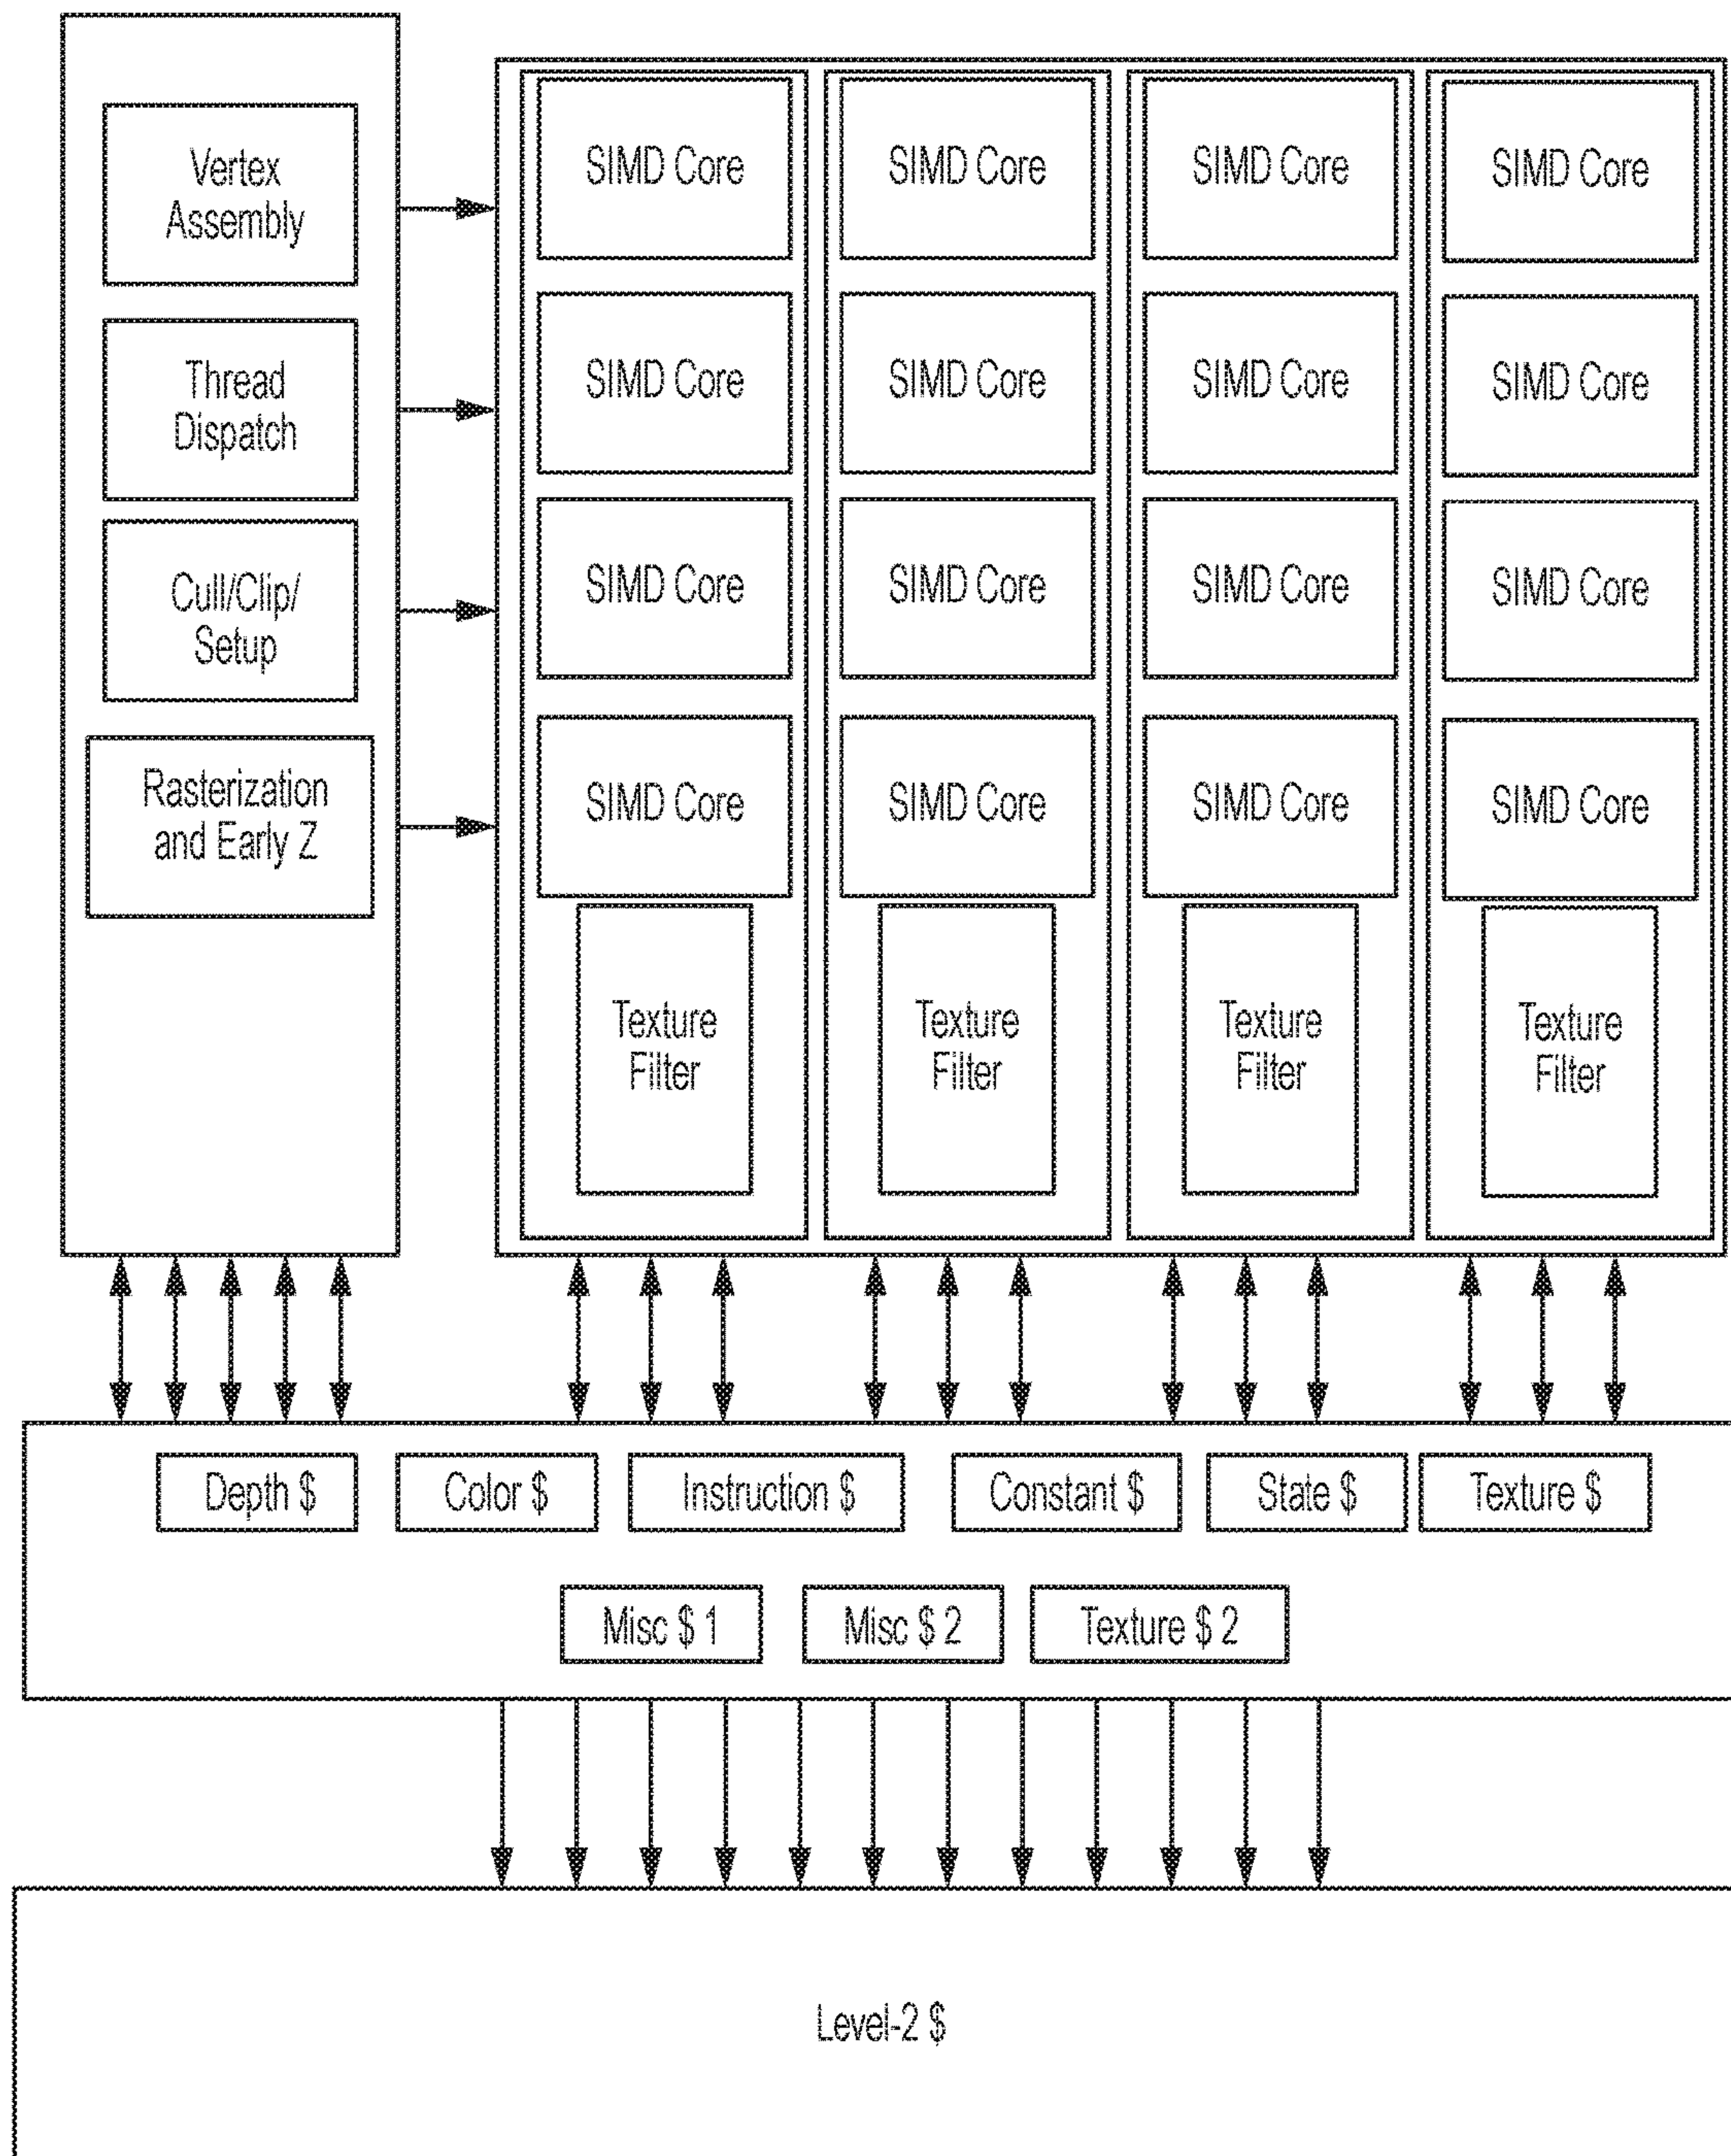 Vertex
Assembly
Thread
Dispatch
Cull/Clip/
Setup
Rasterization
and Early Z
SIMD Core
SIMD Core
SIMD Core
SIMD Core
Texture
Filter
SIMD Core
SIMD Core
SIMD Core
SIMD Core
Texture
Filter
SIMD Core
SIMD Core
SIMD Core
SIMD Core
Texture
Filter
SIMD Core
SIMD Core
SIMD Core
SIMD Core
Texture
Filter
Depth $
Color $
Instruction $
Constant $
State $
Texture $
Misc $ 1
Misc $ 2
Texture $ 2
Level-2 $